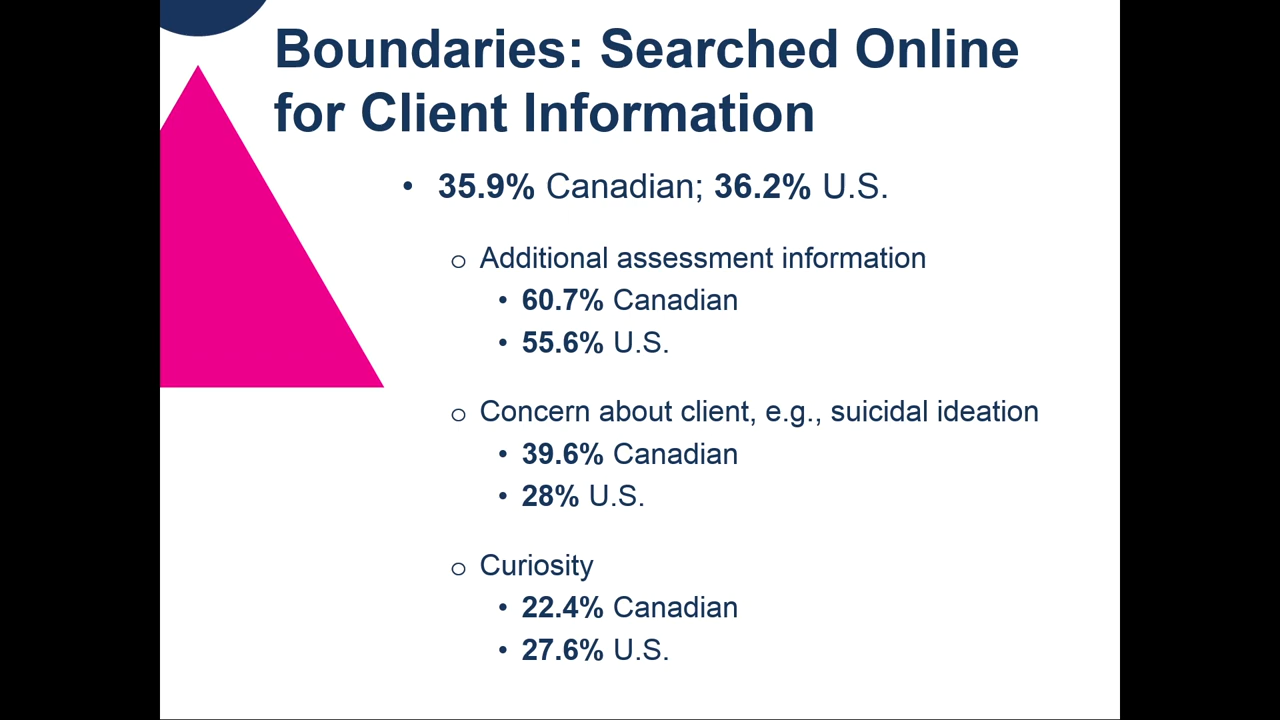 Boundaries: Searched Online
for Client Information
• 35.9% Canadian; 36.2% U.S.
o Additional assessment information
• 60.7% Canadian
• 55.6% U.S.
o Concern about client, e.g., suicidal ideation
• 39.6% Canadian
• 28% U.S.
o Curiosity
• 22.4% Canadian
• 27.6% U.S.